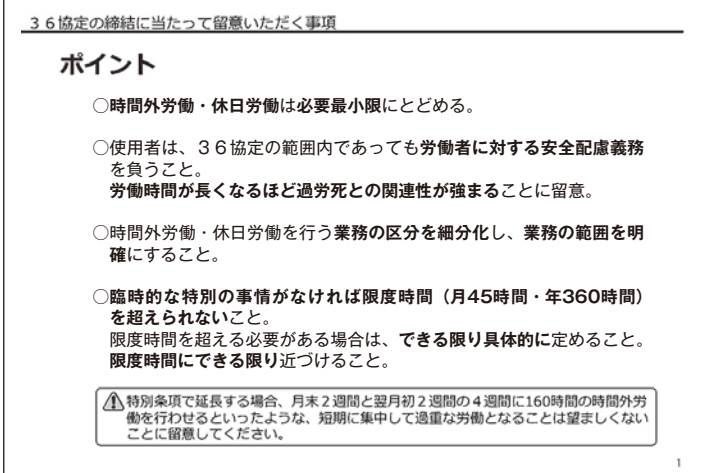 ３６協定の締結に当たって留意いただく事項
ポイント
○時間外労働・休日労働は必要最小限にとどめる。
○使用者は、３６協定の範囲内であっても労働者に対する安全配慮義務
を負うこと。
労働時間が長くなるほど過労死との関連性が強まることに留意。
○時間外労働・休日労働を行う業務の区分を細分化し、業務の範囲を明
確にすること。
○臨時的な特別の事情がなければ限度時間（月45時間・年360時間）
を超えられないこと。
限度時間を超える必要がある場合は、できる限り具体的に定めること。
限度時間にできる限り近づけること。
特別条項で延長する場合、月末２週間と翌月初２週間の４週間に160時間の時間外労
働を行わせるといったような、短期に集中して過重な労働となることは望ましくない
ことに留意してください。
1